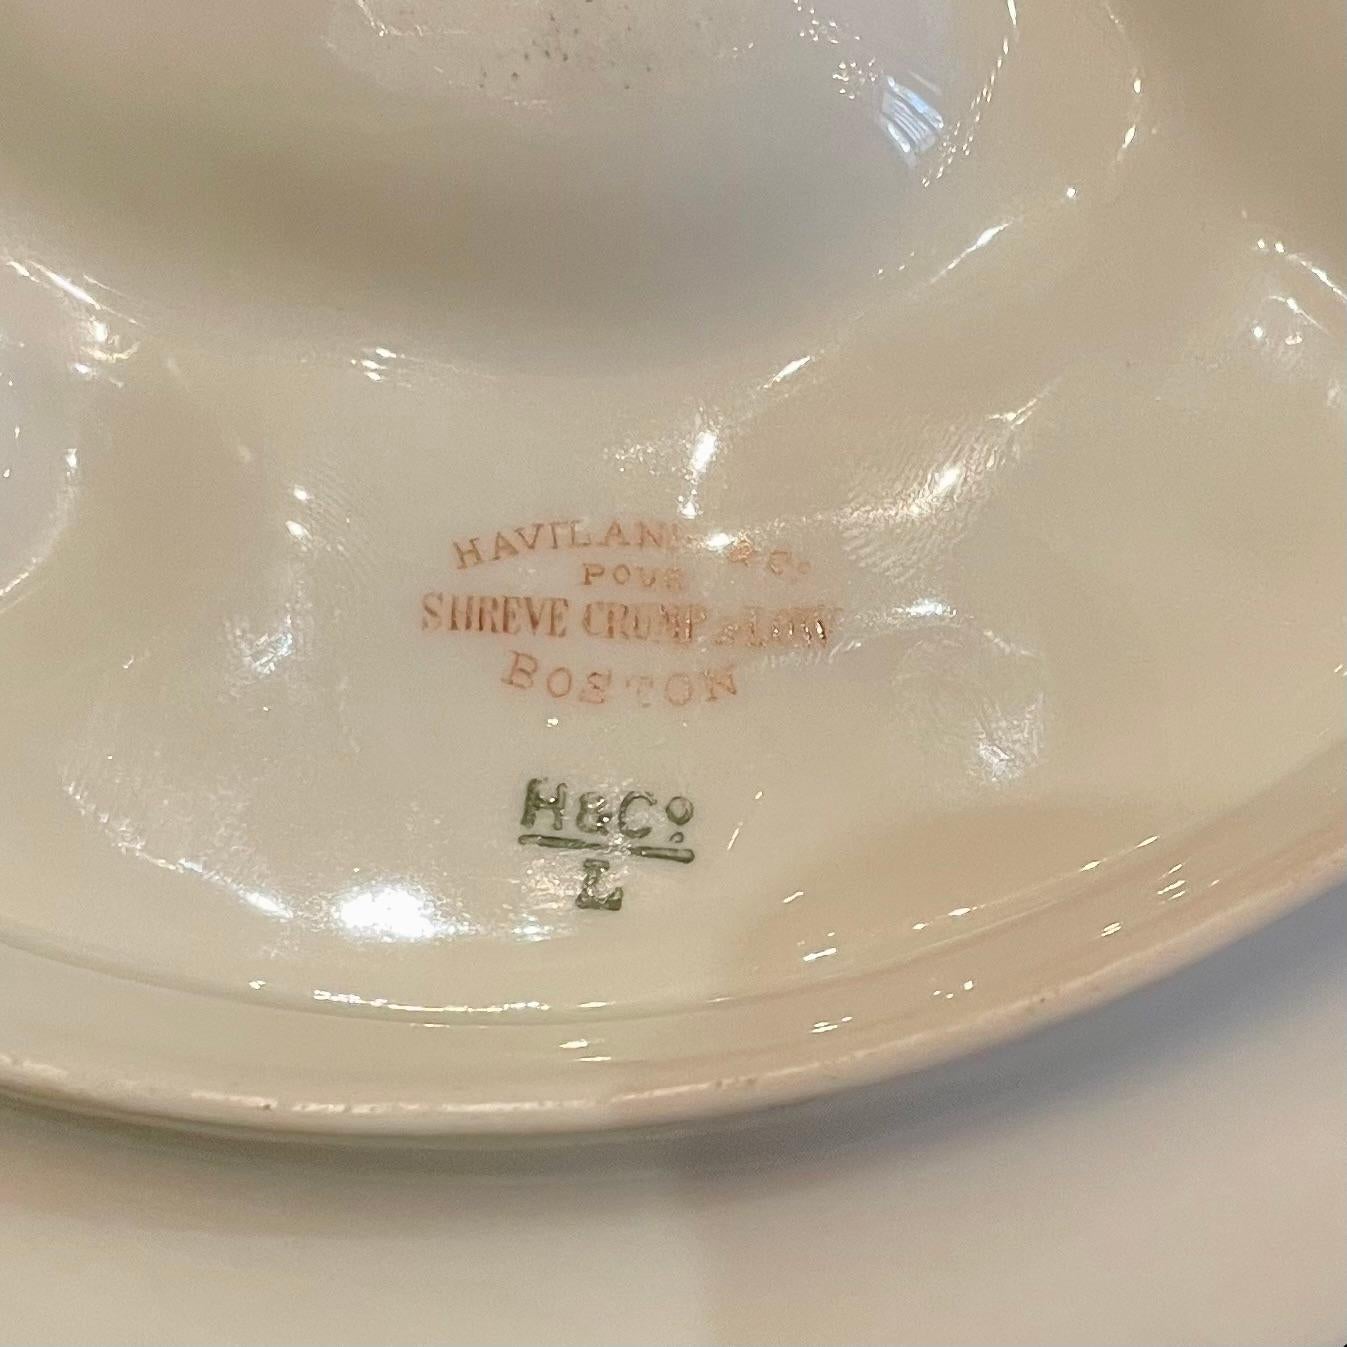 HAVILAND & Co.
POUR
SHREVE CRUMP & LOW
BOSTON
H&Co
L